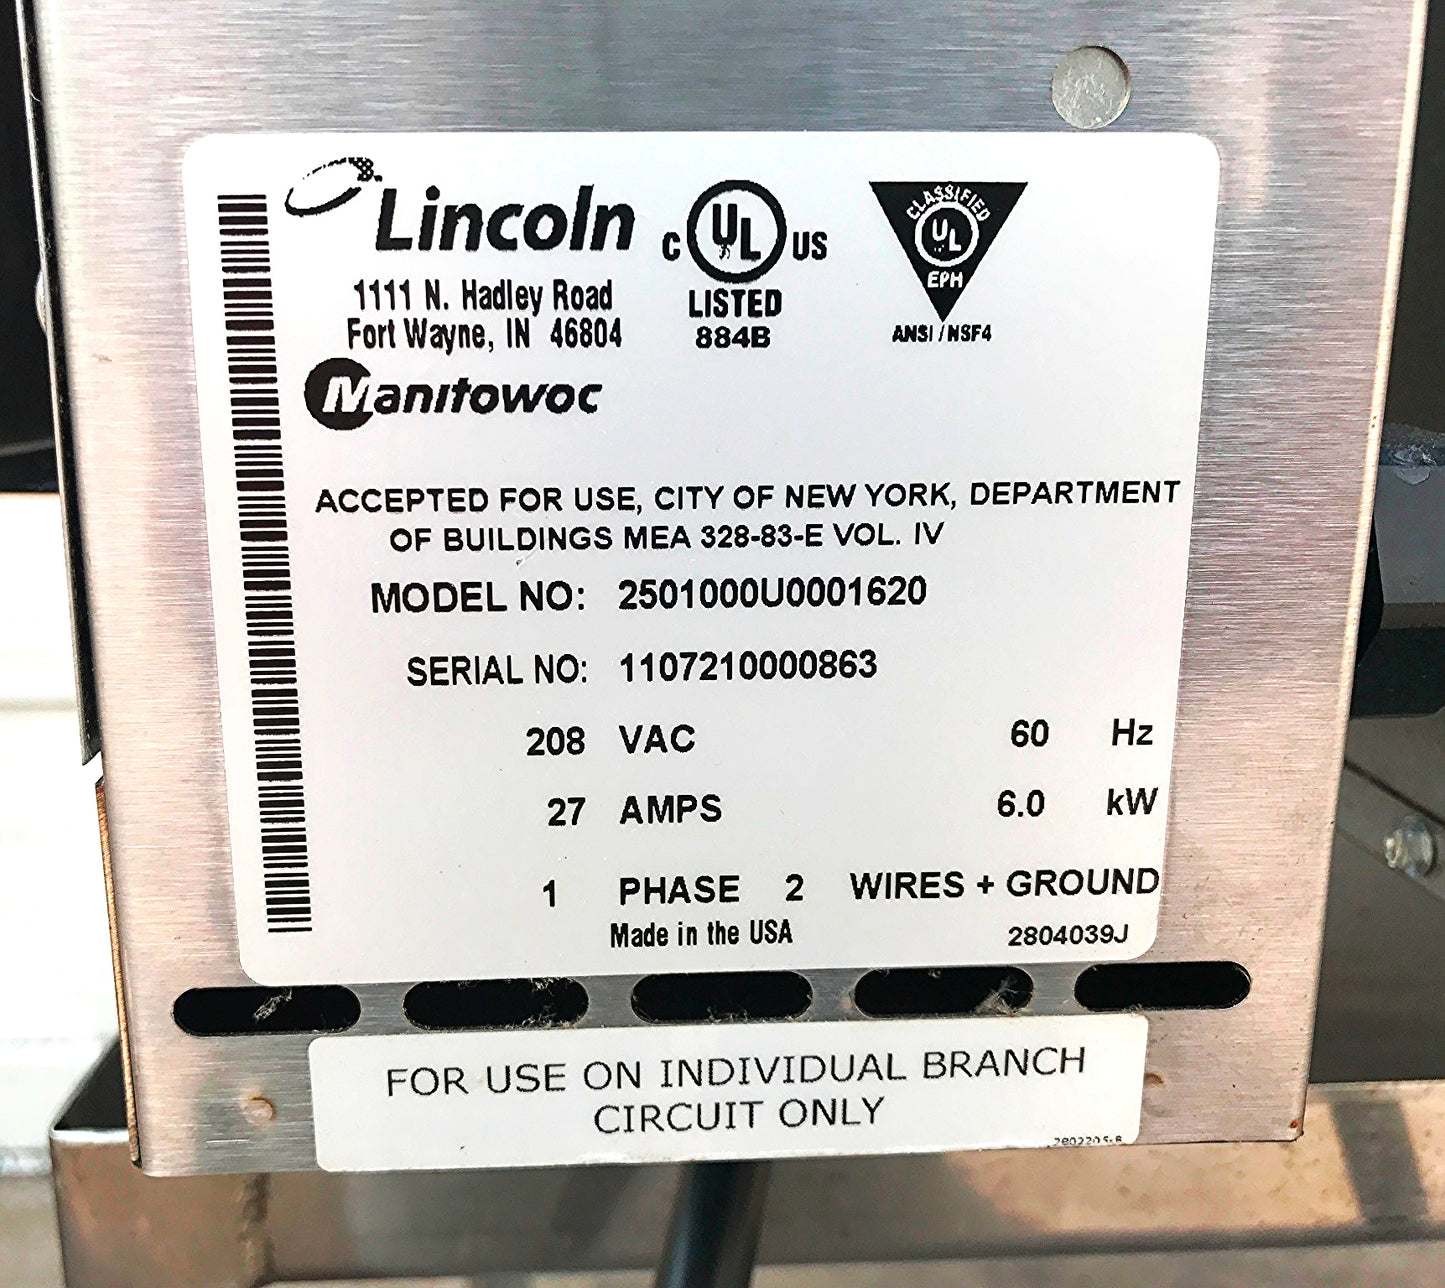 Lincoln
1111 N. Hadley Road
Fort Wayne, IN 46804
Manitowoc
C UL US
LISTED
884B
CLASSIFIED
UL
EPH
ANSI / NSF4
ACCEPTED FOR USE, CITY OF NEW YORK, DEPARTMENT
OF BUILDINGS MEA 328-83-E VOL. IV
MODEL NO: 2501000U0001620
SERIAL NO: 1107210000863
208 VAC 60 Hz
27 AMPS 6.0 kW
1 PHASE 2 WIRES + GROUND
Made in the USA 2804039J
FOR USE ON INDIVIDUAL BRANCH
CIRCUIT ONLY